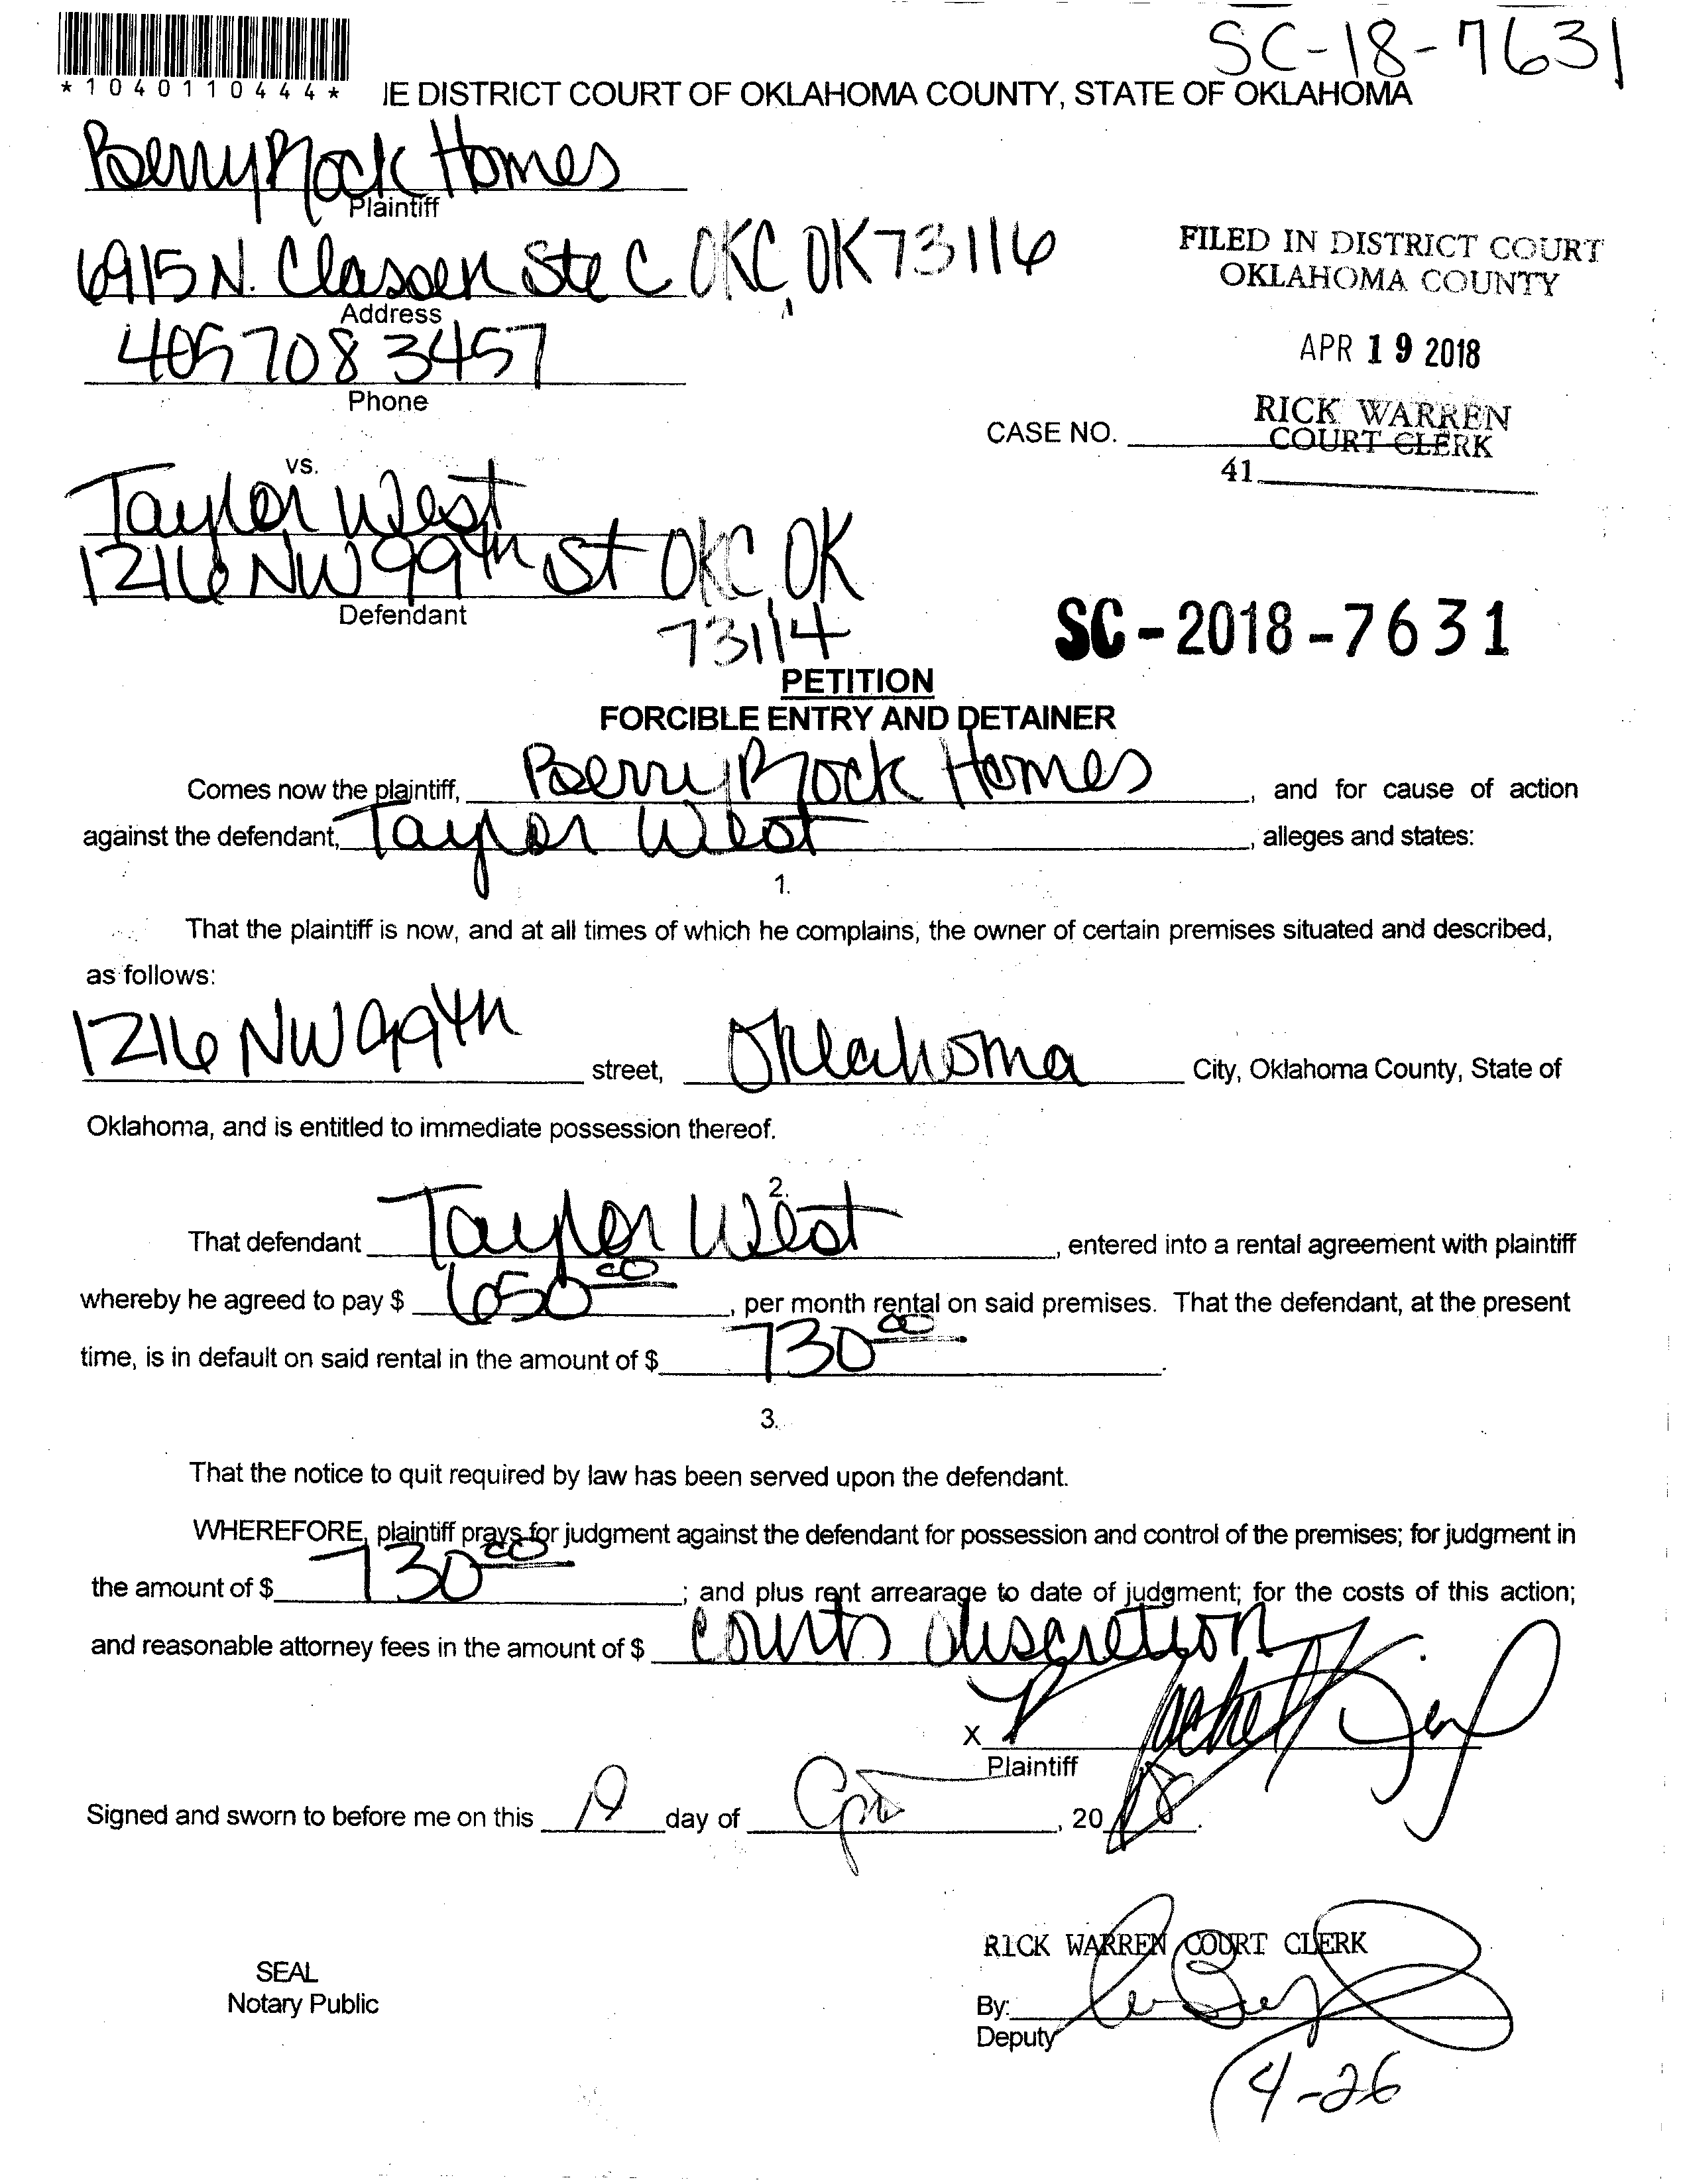 SC-18-7631
*1040110444*
IE DISTRICT COURT OF OKLAHOMA COUNTY, STATE OF OKLAHOMA
BerryRock Homes
Plaintiff
6915 N. Classen Ste C OKC, OK 73116
Address
405 708 3457
Phone
FILED IN DISTRICT COURT
OKLAHOMA COUNTY
APR 19 2018
RICK WARREN
COURT CLERK
CASE NO.
41
vs.
Taylor West
1216 NW 99th St OKC OK
73114
Defendant
SC-2018-7631
PETITION
FORCIBLE ENTRY AND DETAINER
Comes now the plaintiff, BerryRock Homes, and for cause of action
against the defendant, Taylor West, alleges and states:
1.
That the plaintiff is now, and at all times of which he complains, the owner of certain premises situated and described,
as follows:
1216 NW 99th street, Oklahoma City, Oklahoma County, State of
Oklahoma, and is entitled to immediate possession thereof.
2.
That defendant Taylor West, entered into a rental agreement with plaintiff
whereby he agreed to pay $ 650.00, per month rental on said premises. That the defendant, at the present
time, is in default on said rental in the amount of $ 730.00.
3.
That the notice to quit required by law has been served upon the defendant.
WHEREFORE, plaintiff prays for judgment against the defendant for possession and control of the premises; for judgment in
the amount of $ 730.00; and plus rent arrearage to date of judgment; for the costs of this action;
and reasonable attorney fees in the amount of $ courts discretion
X
Plaintiff
Signed and sworn to before me on this 19 day of Apr, 2018.
RICK WARREN COURT CLERK
SEAL
Notary Public
By:
Deputy
4-26